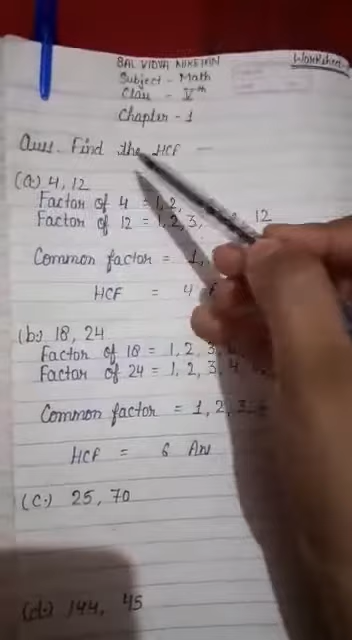 BAL VIDYA NIKETAN
Worksheet
Subject - Math
Class - Vth
Chapter - 1
Ques. Find the HCF -
(a) 4, 12
Factor of 4 = 1, 2,
Factor of 12 = 1, 2, 3, 12
Common factor = 1,
HCF = 4
(b) 18, 24
Factor of 18 = 1, 2, 3,
Factor of 24 = 1, 2, 3, 4
Common factor = 1, 2, 3, 6
HCF = 6 Ans
(c.) 25, 70
(d.) 144, 45